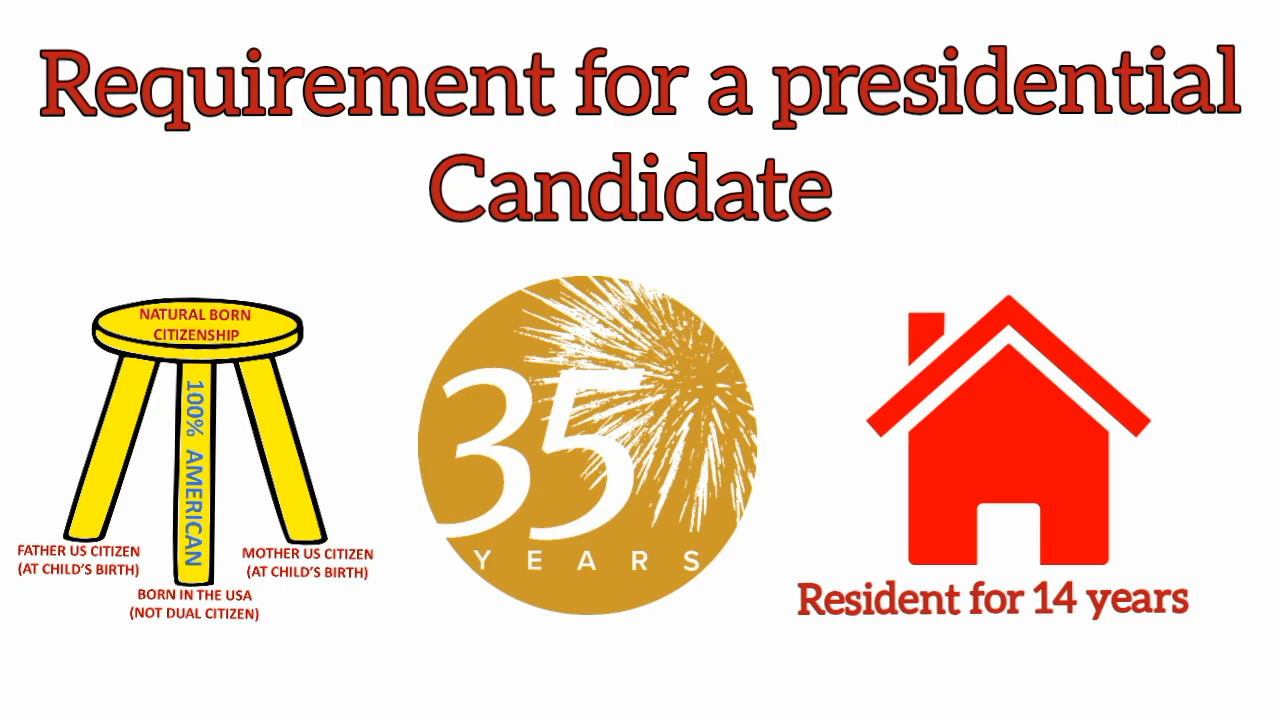 Requirement for a presidential
Candidate
NATURAL BORN
CITIZENSHIP
100% AMERICAN
FATHER US CITIZEN
(AT CHILD'S BIRTH)
MOTHER US CITIZEN
(AT CHILD'S BIRTH)
BORN IN THE USA
(NOT DUAL CITIZEN)
35
YEARS
Resident for 14 years